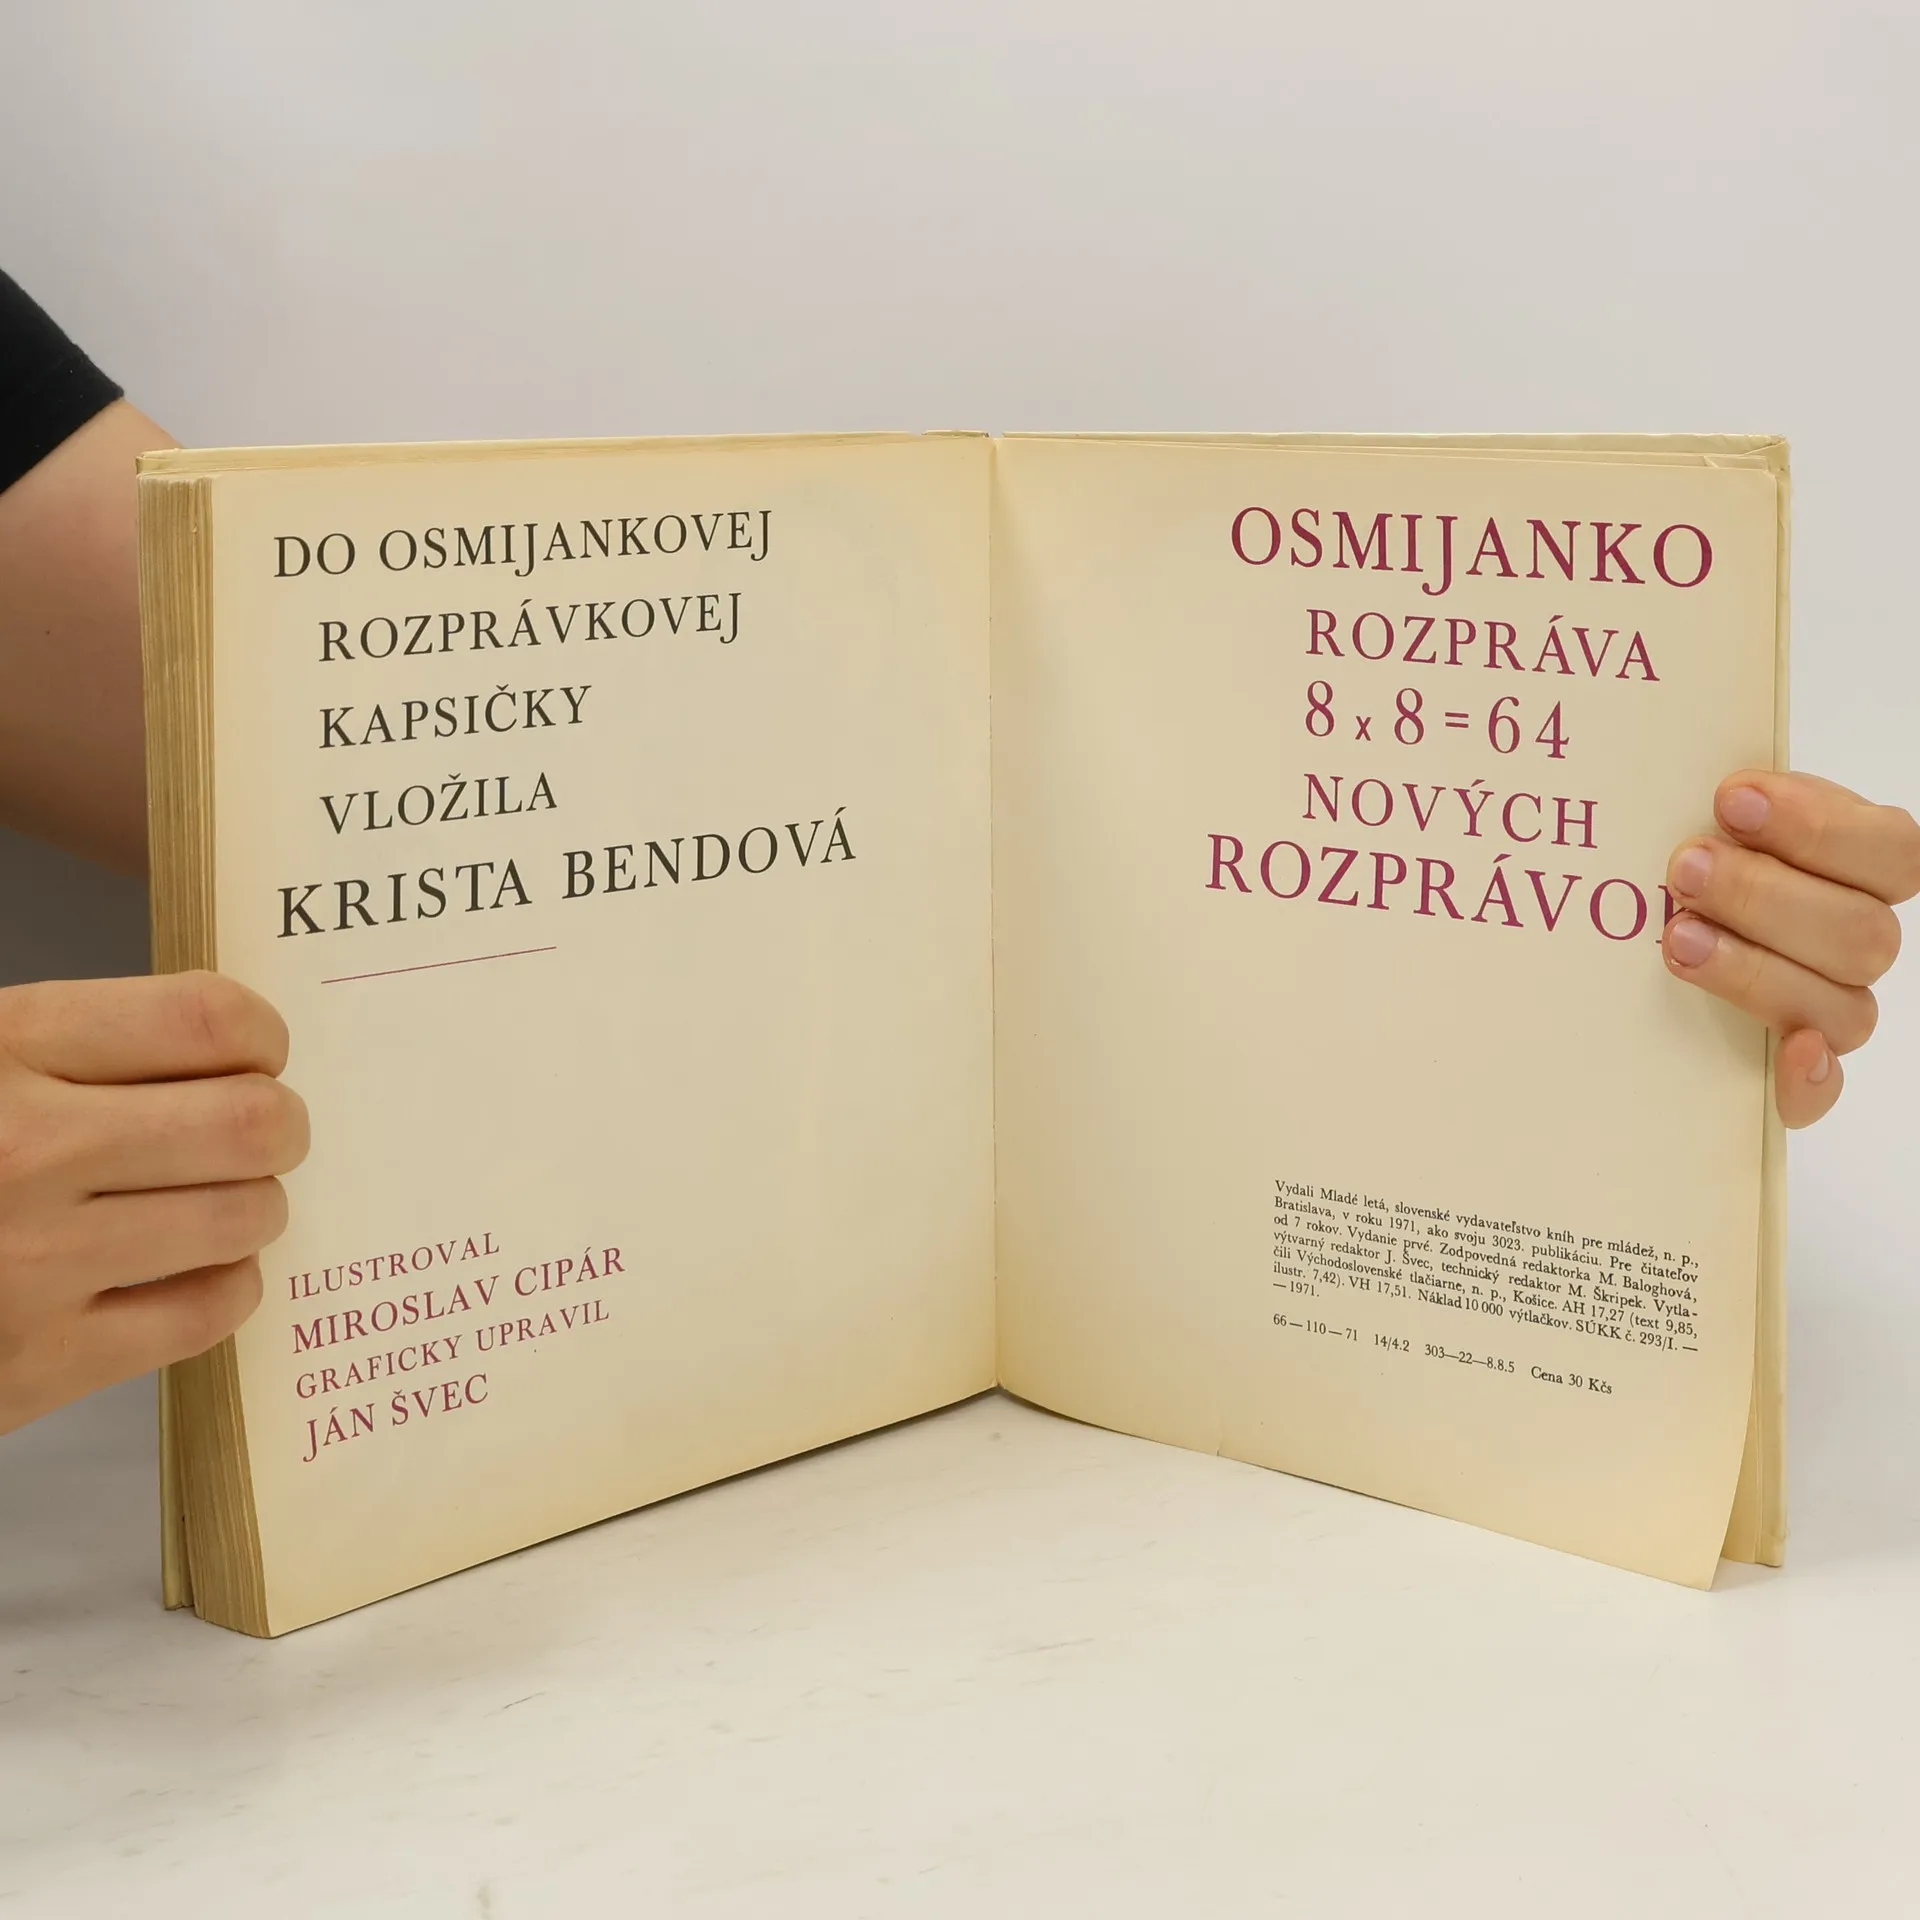 DO OSMIJANKOVEJ
ROZPRÁVKOVEJ
KAPSIČKY
VLOŽILA
KRISTA BENDOVÁ
ILUSTROVAL
MIROSLAV CIPÁR
GRAFICKY UPRAVIL
JÁN ŠVEC
OSMIJANKO
ROZPRÁVA
8 x 8 = 64
NOVÝCH
Vydali Mladé letá, slovenské vydavateľstvo kníh pre mládež, n. p.,
Bratislava, v roku 1971, ako svoju 3023. publikáciu. Pre čitateľov
od 7 rokov. Vydanie prvé. Zodpovedná redaktorka M. Baloghová,
výtvarný redaktor J. Švec, technický redaktor M. Škripek. Vytla-
čili Východoslovenské tlačiarne, n. p., Košice. AH 17,27 (text 9,85,
ilustr. 7,42). VH 17,51. Náklad 10 000 výtlačkov. SÚKK č. 293/I. —
— 1971.
66—110—71 14/4.2 303—22—8.8.5 Cena 30 Kčs